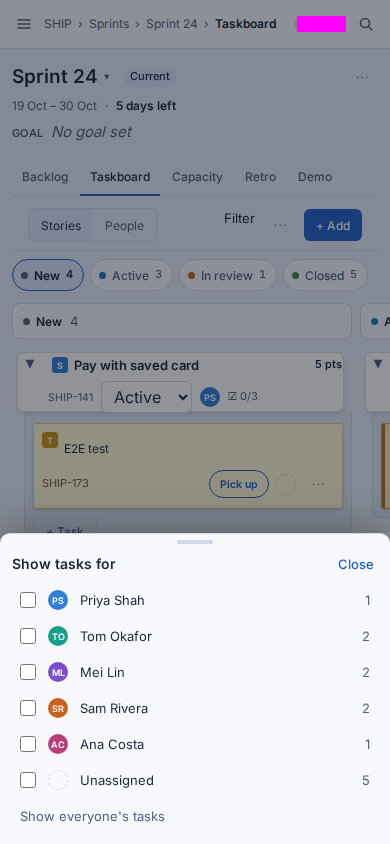 SHIP › Sprints › Sprint 24 › Taskboard
Sprint 24 ▾ Current ...
19 Oct – 30 Oct · 5 days left
GOAL No goal set
Backlog Taskboard Capacity Retro Demo
Stories People Filter ... + Add
New 4 Active 3 In review 1 Closed 5
New 4 A
S Pay with saved card 5 pts
SHIP-141 Active PS ☑ 0/3
T E2E test
SHIP-173 Pick up ...
+ Task
Show tasks for Close
PS Priya Shah 1
TO Tom Okafor 2
ML Mei Lin 2
SR Sam Rivera 2
AC Ana Costa 1
Unassigned 5
Show everyone's tasks